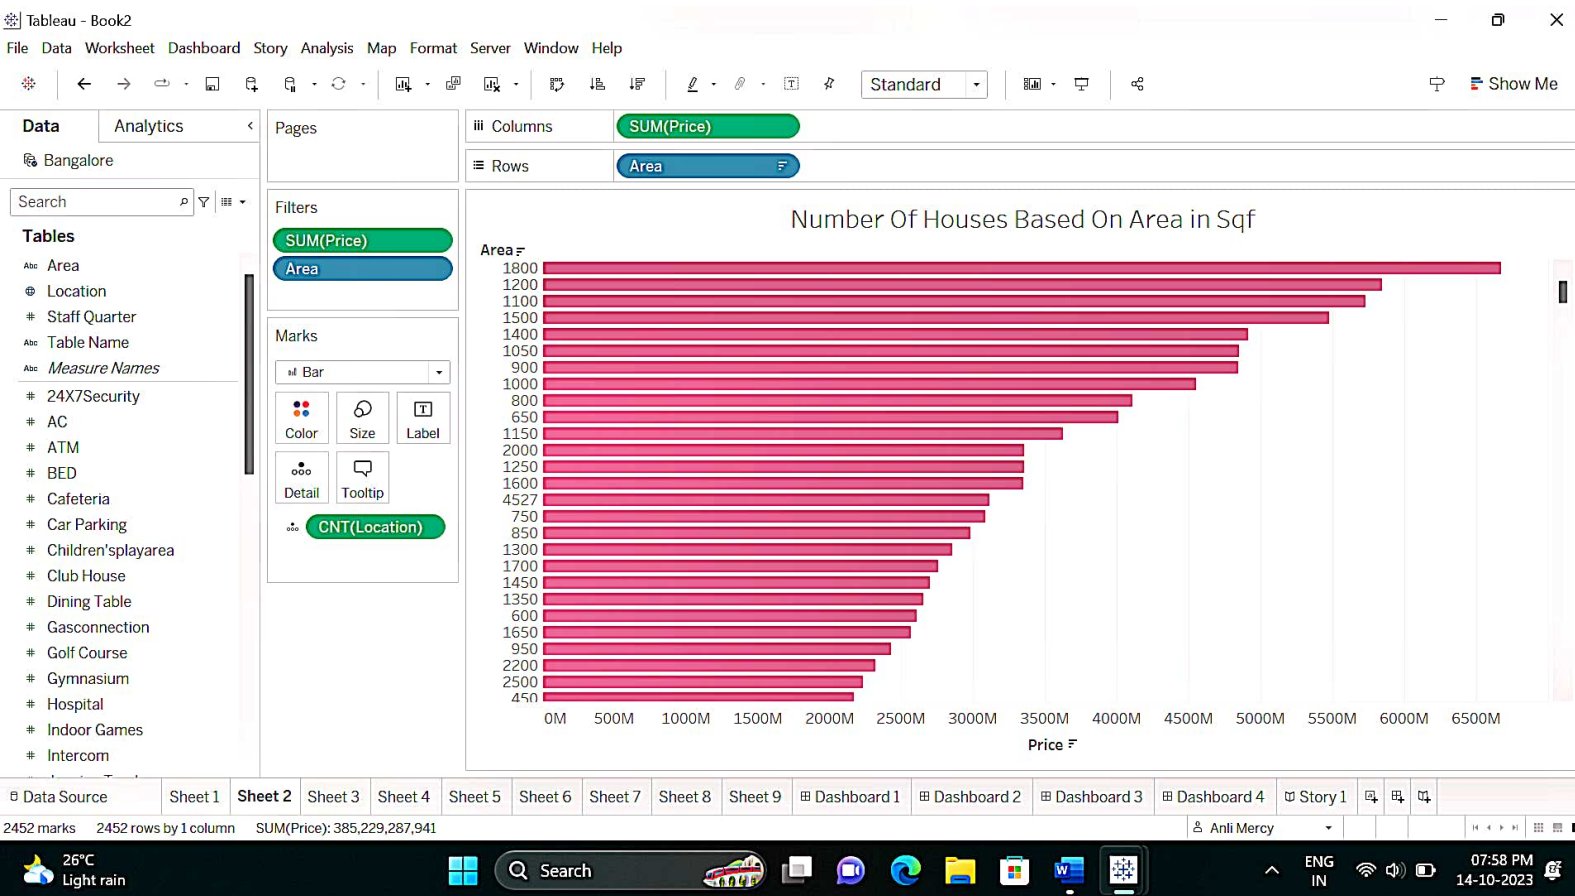 Tableau - Book2
File Data Worksheet Dashboard Story Analysis Map Format Server Window Help
Standard
Show Me
Data Analytics
Bangalore
Search
Tables
Abc Area
Location
# Staff Quarter
Abc Table Name
Abc Measure Names
# 24X7Security
# AC
# ATM
# BED
# Cafeteria
# Car Parking
# Children'splayarea
# Club House
# Dining Table
# Gasconnection
# Golf Course
# Gymnasium
# Hospital
# Indoor Games
# Intercom
Pages
Filters
SUM(Price)
Area
Marks
Bar
Color Size Label
Detail Tooltip
CNT(Location)
Columns SUM(Price)
Rows Area
Number Of Houses Based On Area in Sqf
Area
1800
1200
1100
1500
1400
1050
900
1000
800
650
1150
2000
1250
1600
4527
750
850
1300
1700
1450
1350
600
1650
950
2200
2500
450
0M 500M 1000M 1500M 2000M 2500M 3000M 3500M 4000M 4500M 5000M 5500M 6000M 6500M
Price
Data Source Sheet 1 Sheet 2 Sheet 3 Sheet 4 Sheet 5 Sheet 6 Sheet 7 Sheet 8 Sheet 9 Dashboard 1 Dashboard 2 Dashboard 3 Dashboard 4 Story 1
2452 marks 2452 rows by 1 column SUM(Price): 385,229,287,941 Anli Mercy
26°C
Light rain
Search
ENG
IN
07:58 PM
14-10-2023